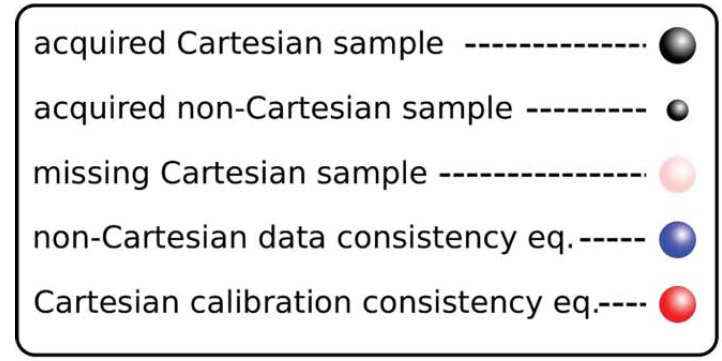 acquired Cartesian sample
acquired non-Cartesian sample
missing Cartesian sample
non-Cartesian data consistency eq.
Cartesian calibration consistency eq.